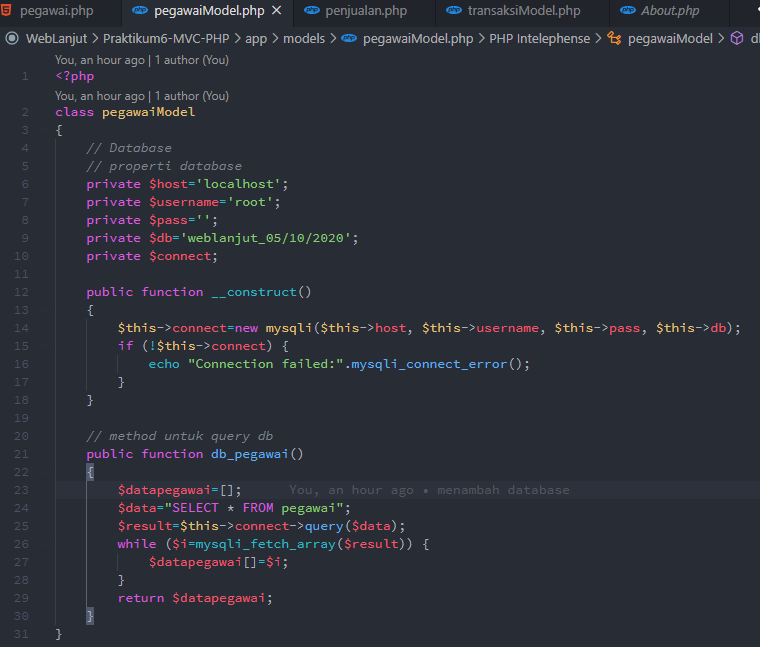 pegawai.php pegawaiModel.php penjualan.php transaksiModel.php About.php
WebLanjut > Praktikum6-MVC-PHP > app > models > pegawaiModel.php > PHP Intelephense > pegawaiModel >
You, an hour ago | 1 author (You)
1 <?php
You, an hour ago | 1 author (You)
2 class pegawaiModel
3 {
4     // Database
5     // properti database
6     private $host='localhost';
7     private $username='root';
8     private $pass='';
9     private $db='weblanjut_05/10/2020';
10     private $connect;
11
12     public function __construct()
13     {
14         $this->connect=new mysqli($this->host, $this->username, $this->pass, $this->db);
15         if (!$this->connect) {
16             echo "Connection failed:".mysqli_connect_error();
17         }
18     }
19
20     // method untuk query db
21     public function db_pegawai()
22     {
23         $datapegawai=[];     You, an hour ago • menambah database
24         $data="SELECT * FROM pegawai";
25         $result=$this->connect->query($data);
26         while ($i=mysqli_fetch_array($result)) {
27             $datapegawai[]=$i;
28         }
29         return $datapegawai;
30     }
31 }